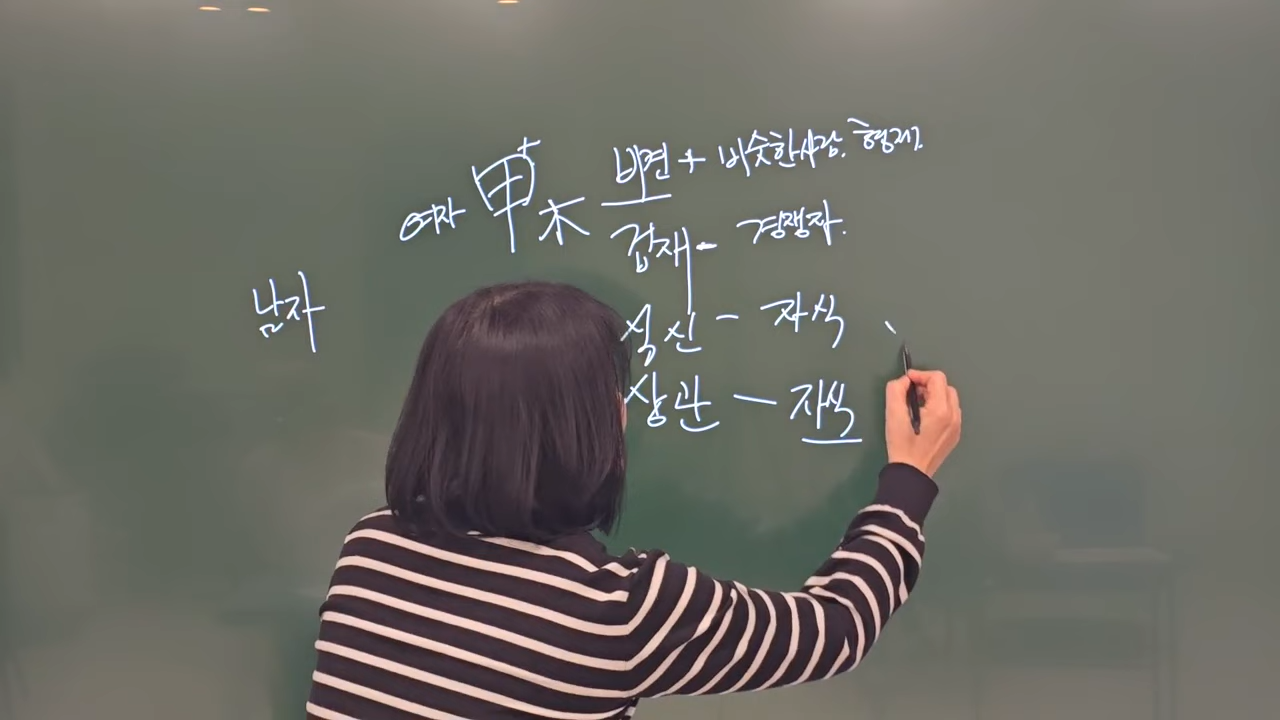 여자 甲+木 비견 + 비슷한사람. 형제.
겁재 - 경쟁자.
남자
식신 - 자식
상관 - 자식